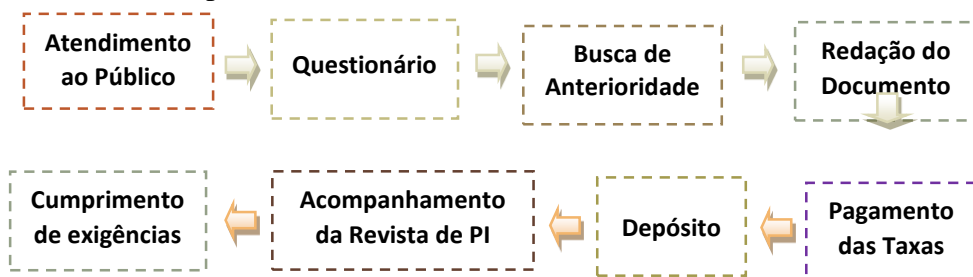 Atendimento
ao Público
Questionário
Busca de
Anterioridade
Redação do
Documento
Pagamento
das Taxas
Depósito
Acompanhamento
da Revista de PI
Cumprimento
de exigências